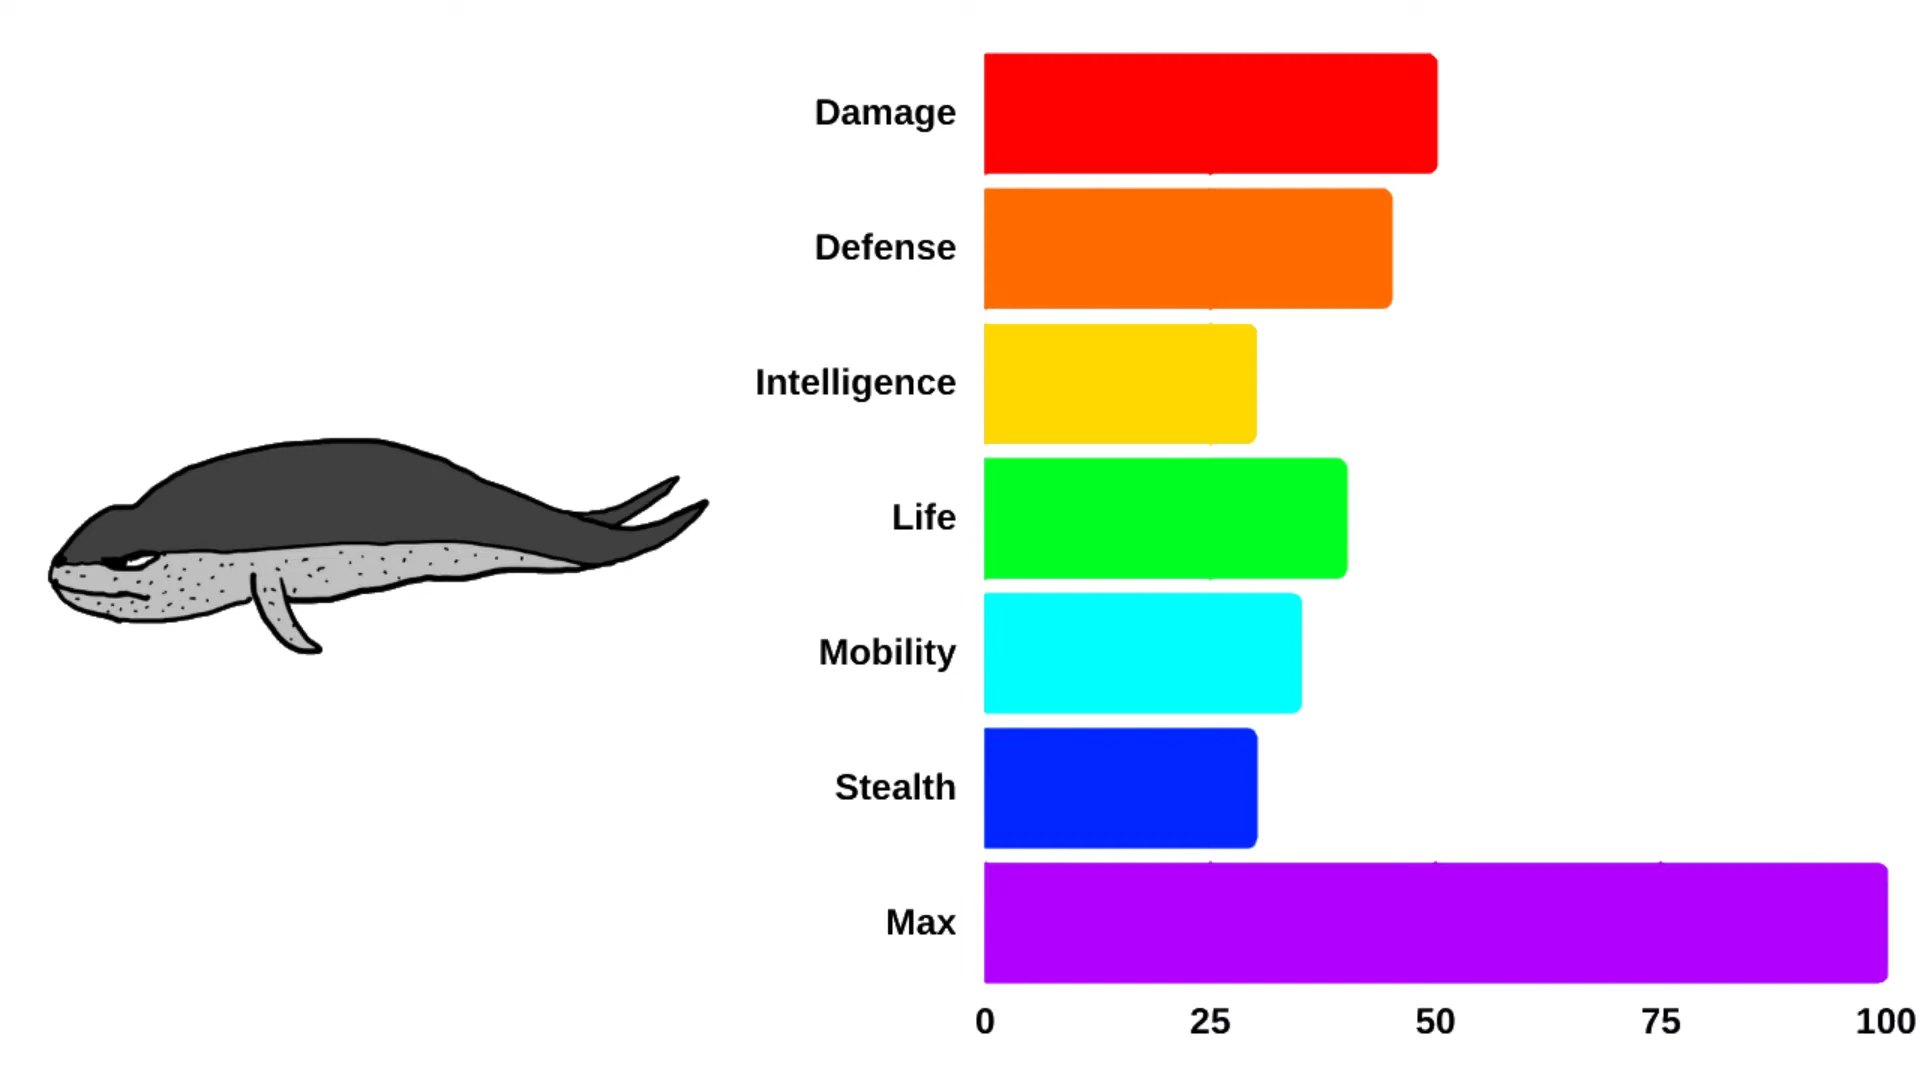 Damage
Defense
Intelligence
Life
Mobility
Stealth
Max
0 25 50 75 100